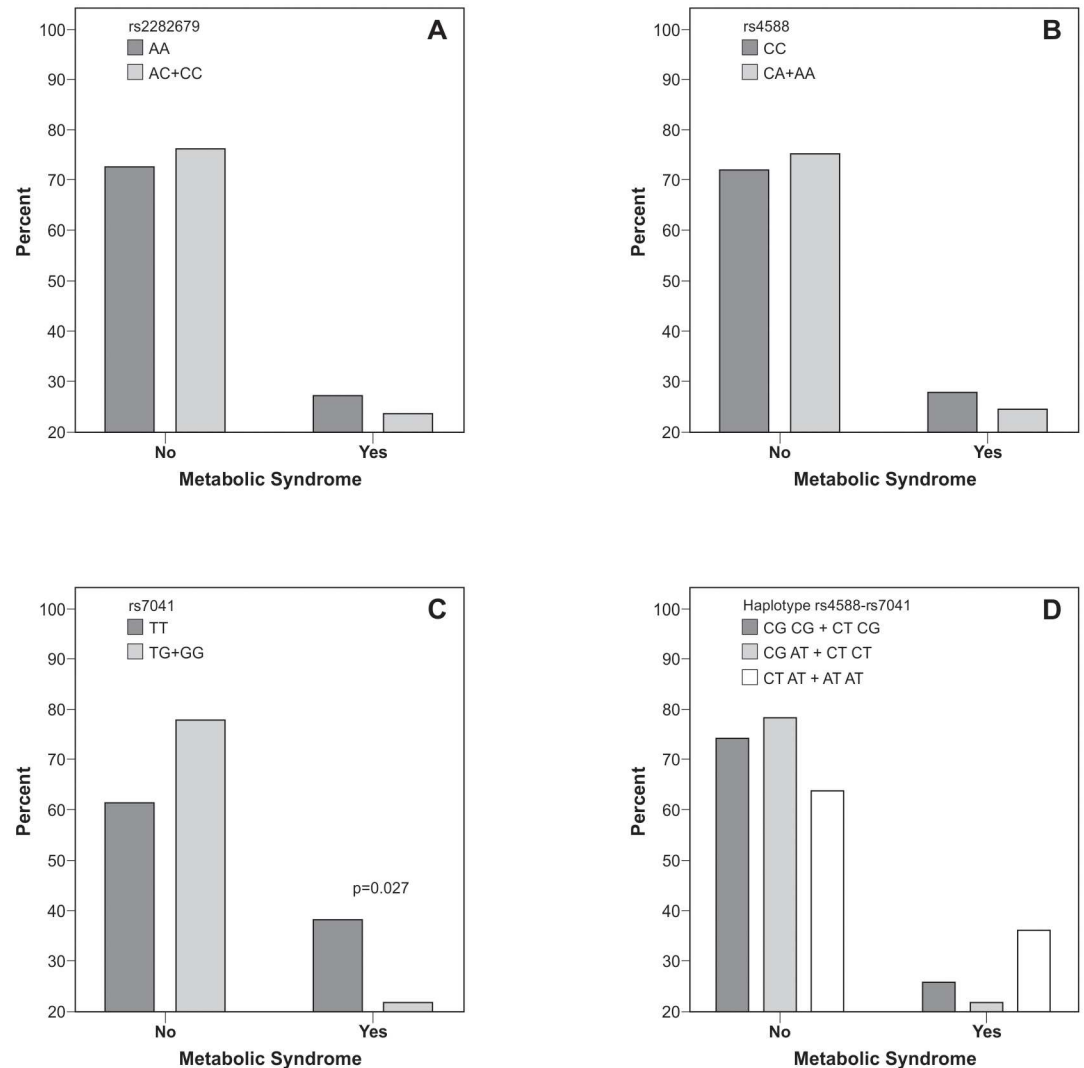 A
rs2282679
AA
AC+CC
100
90
80
70
60
50
40
30
20
Percent
No Yes
Metabolic Syndrome
B
rs4588
CC
CA+AA
100
90
80
70
60
50
40
30
20
Percent
No Yes
Metabolic Syndrome
C
rs7041
TT
TG+GG
100
90
80
70
60
50
40
30
20
Percent
p=0.027
No Yes
Metabolic Syndrome
D
Haplotype rs4588-rs7041
CG CG + CT CG
CG AT + CT CT
CT AT + AT AT
100
90
80
70
60
50
40
30
20
Percent
No Yes
Metabolic Syndrome